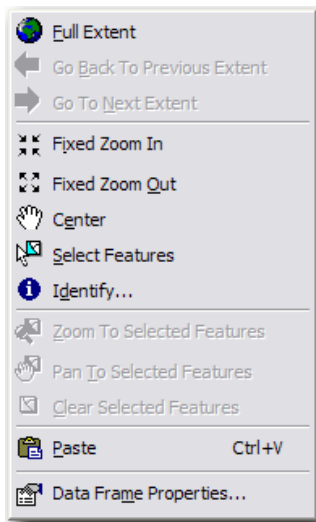 Full Extent
Go Back To Previous Extent
Go To Next Extent
Fixed Zoom In
Fixed Zoom Out
Center
Select Features
Identify...
Zoom To Selected Features
Pan To Selected Features
Clear Selected Features
Paste Ctrl+V
Data Frame Properties...